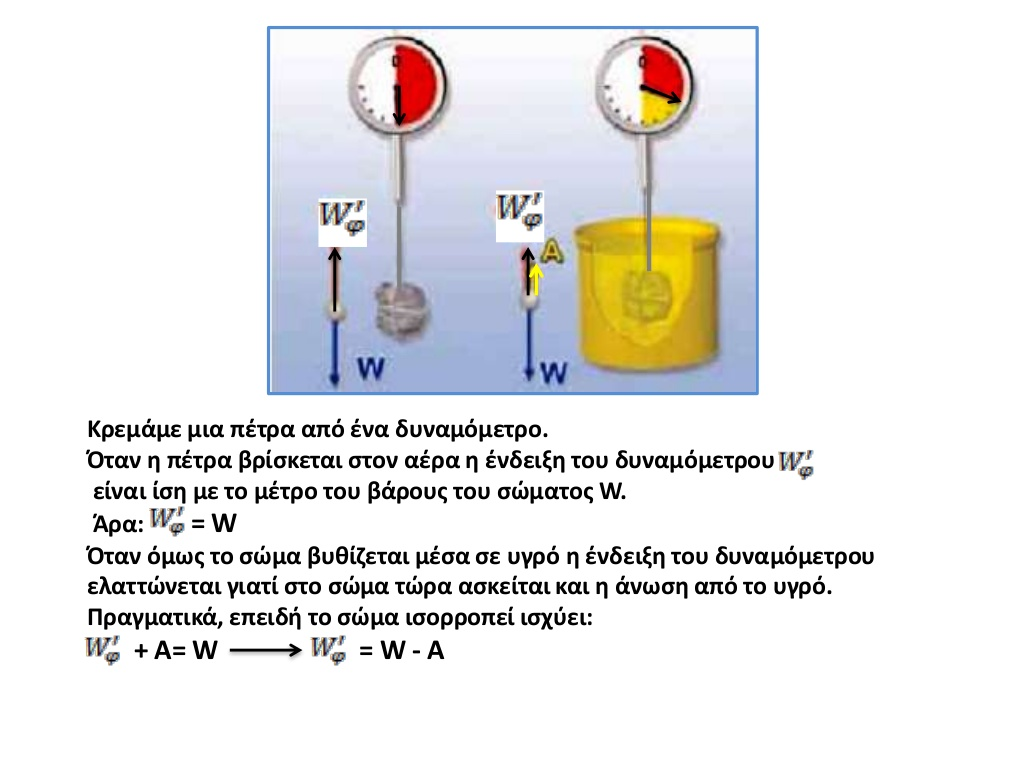 0
0
W'φ
W'φ
A
W
W
Κρεμάμε μια πέτρα από ένα δυναμόμετρο.
Όταν η πέτρα βρίσκεται στον αέρα η ένδειξη του δυναμόμετρου W'φ
είναι ίση με το μέτρο του βάρους του σώματος W.
Άρα: W'φ = W
Όταν όμως το σώμα βυθίζεται μέσα σε υγρό η ένδειξη του δυναμόμετρου
ελαττώνεται γιατί στο σώμα τώρα ασκείται και η άνωση από το υγρό.
Πραγματικά, επειδή το σώμα ισορροπεί ισχύει:
W'φ + A= W ⟶ W'φ = W - A